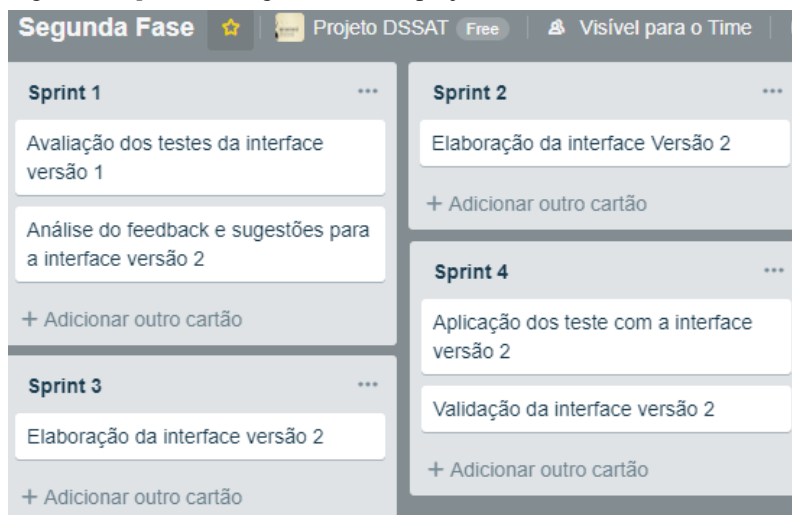 Segunda Fase
Projeto DSSAT Free
Visível para o Time
Sprint 1
Avaliação dos testes da interface
versão 1
Análise do feedback e sugestões para
a interface versão 2
+ Adicionar outro cartão
Sprint 2
Elaboração da interface Versão 2
+ Adicionar outro cartão
Sprint 3
Elaboração da interface versão 2
+ Adicionar outro cartão
Sprint 4
Aplicação dos teste com a interface
versão 2
Validação da interface versão 2
+ Adicionar outro cartão